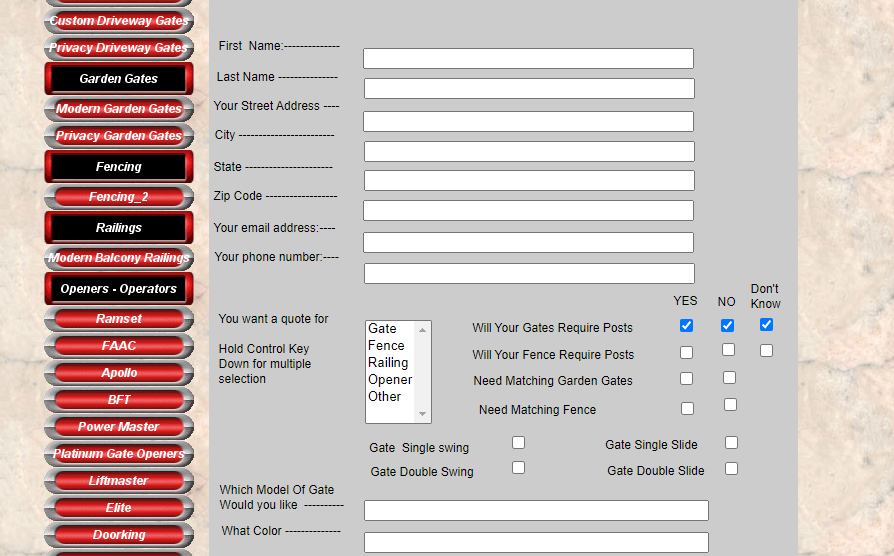 Custom Driveway Gates
Privacy Driveway Gates
Garden Gates
Modern Garden Gates
Privacy Garden Gates
Fencing
Fencing_2
Railings
Modern Balcony Railings
Openers - Operators
Ramset
FAAC
Apollo
BFT
Power Master
Platinum Gate Openers
Liftmaster
Elite
Doorking
First  Name:--------------
Last Name ---------------
Your Street Address ----
City ------------------------
State ----------------------
Zip Code ------------------
Your email address:----
Your phone number:----
YES NO Don't
Know
You want a quote for
Hold Control Key
Down for multiple
selection
Gate
Fence
Railing
Opener
Other
Will Your Gates Require Posts
Will Your Fence Require Posts
Need Matching Garden Gates
Need Matching Fence
Gate  Single swing
Gate Single Slide
Gate Double Swing
Gate Double Slide
Which Model Of Gate
Would you like  ----------
What Color --------------